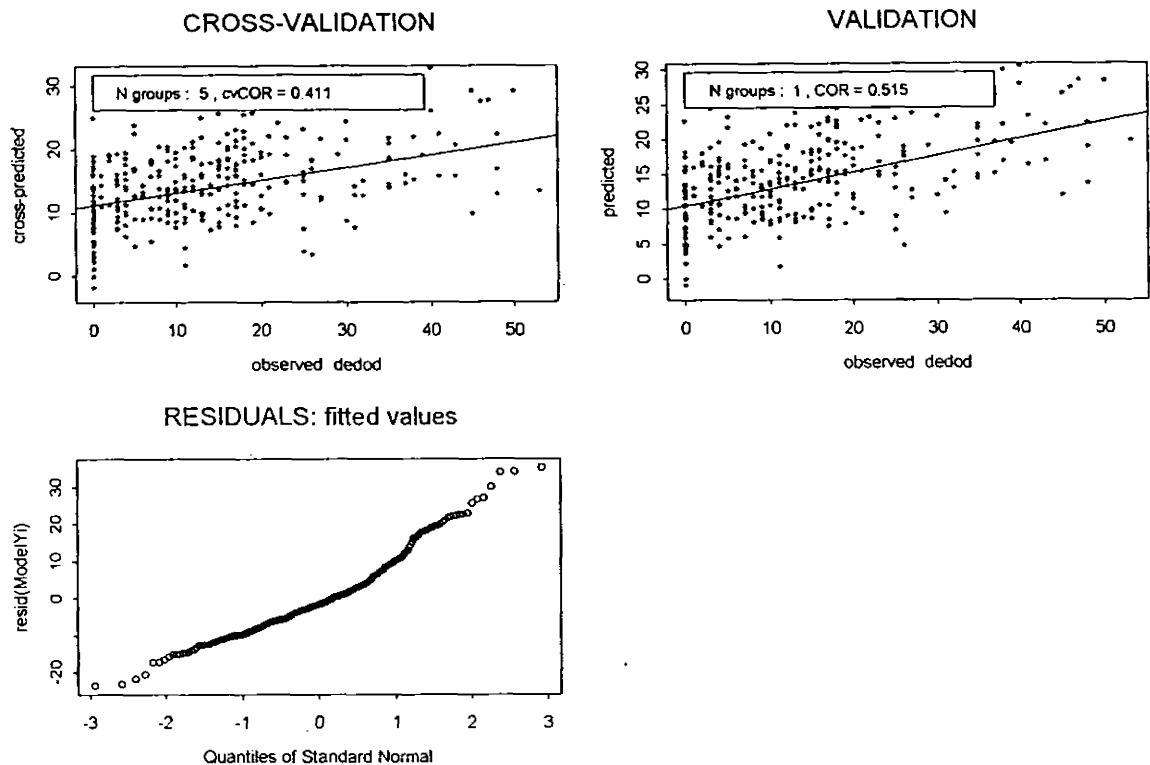 CROSS-VALIDATION
N groups : 5 , cvCOR = 0.411
cross-predicted
0 10 20 30
0 10 20 30 40 50
observed dedod
VALIDATION
N groups : 1 , COR = 0.515
predicted
0 5 10 15 20 25 30
0 10 20 30 40 50
observed dedod
RESIDUALS: fitted values
resid(ModelYi)
-20 0 10 20 30
-3 -2 -1 0 1 2 3
Quantiles of Standard Normal